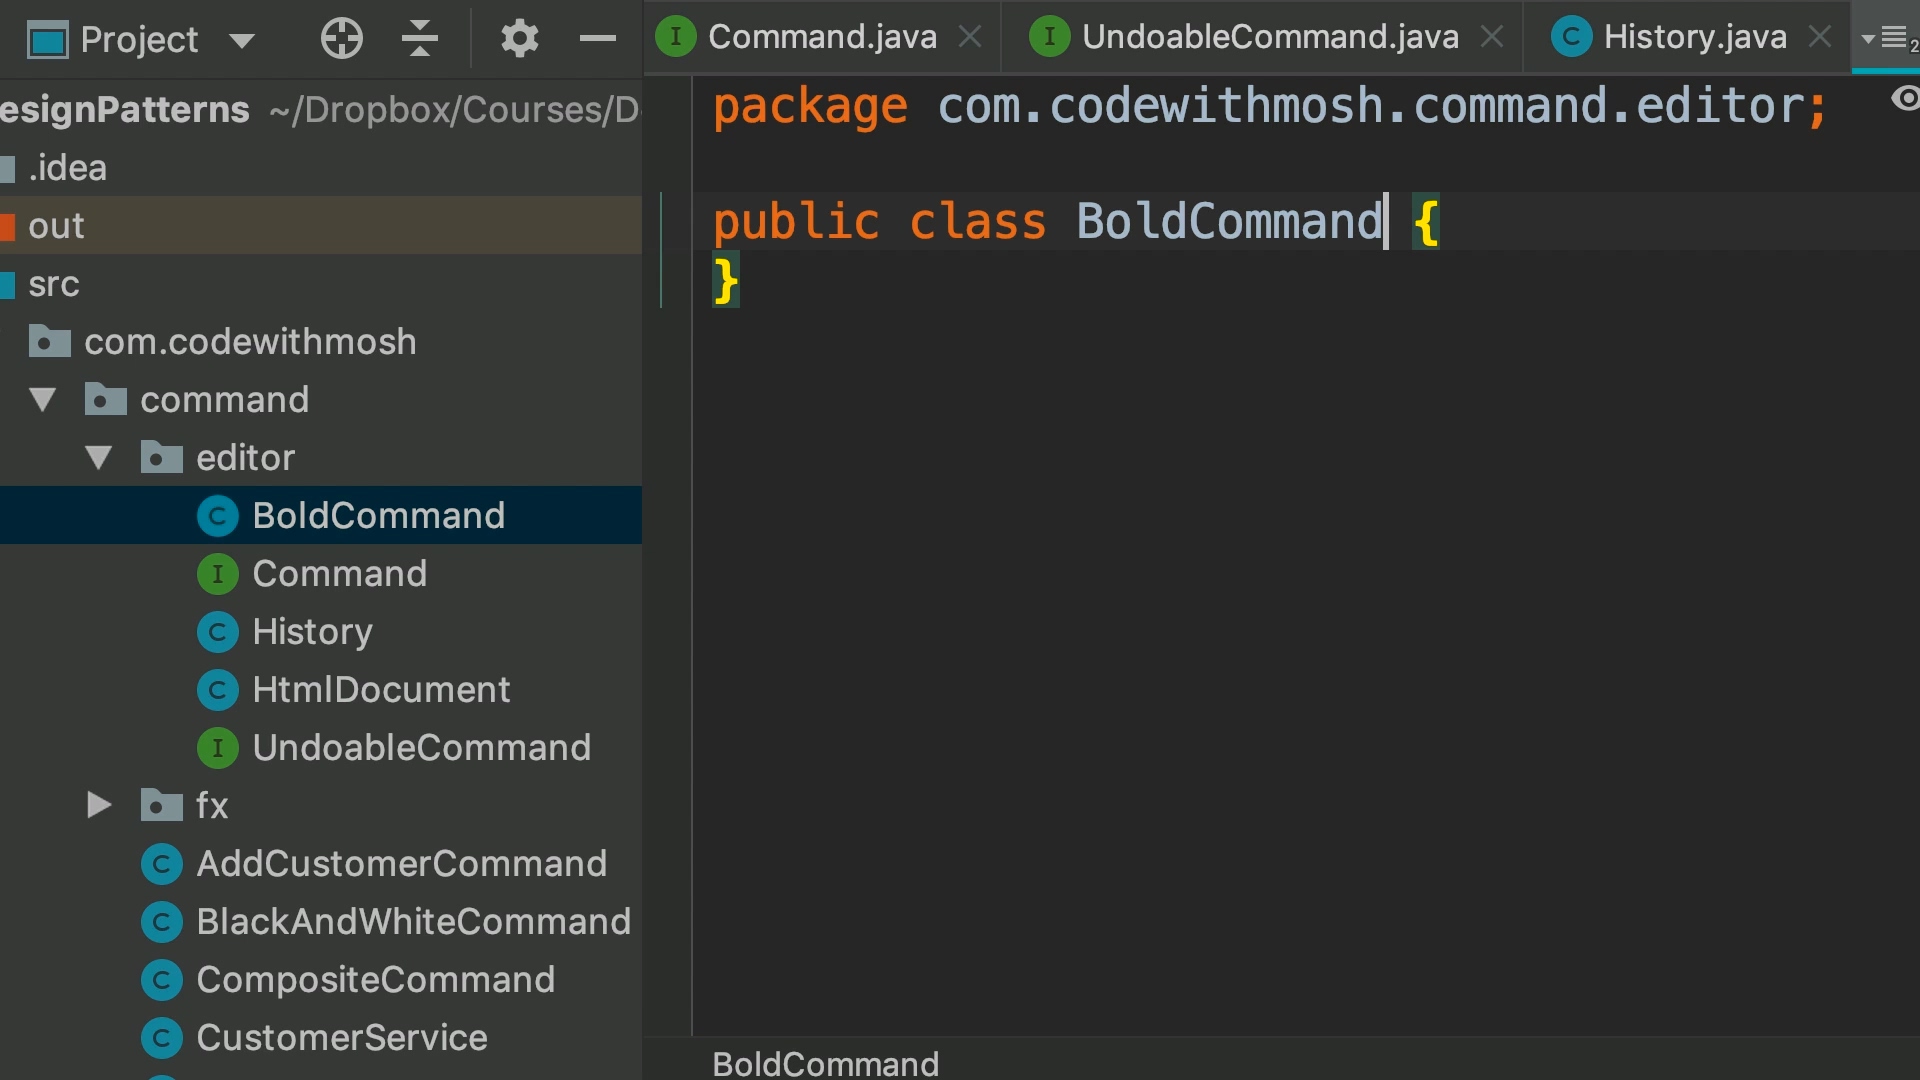 Project
Command.java
UndoableCommand.java
History.java
2
esignPatterns ~/Dropbox/Courses/D
.idea
out
src
com.codewithmosh
command
editor
BoldCommand
Command
History
HtmlDocument
UndoableCommand
fx
AddCustomerCommand
BlackAndWhiteCommand
CompositeCommand
CustomerService
package com.codewithmosh.command.editor;
public class BoldCommand {
}
BoldCommand